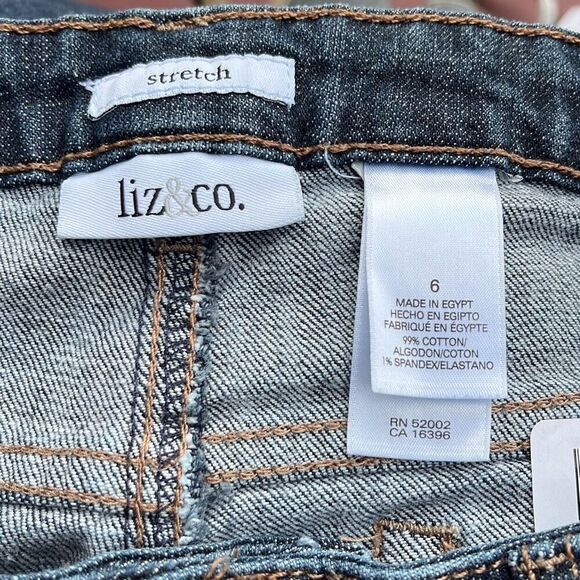 stretch
liz&co.
6
MADE IN EGYPT
HECHO EN EGIPTO
FABRIQUÉ EN ÉGYPTE
99% COTTON/
ALGODON/COTON
1% SPANDEX/ELASTANO
RN 52002
CA 16396